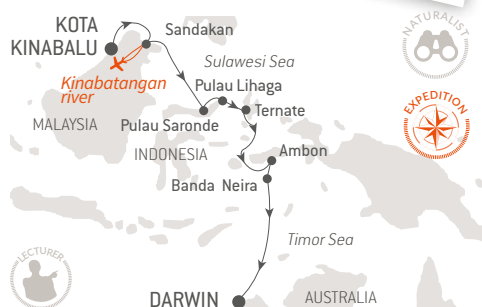 KOTA
KINABALU
Sandakan
Sulawesi Sea
NATURALIST
Kinabatangan
river
Pulau Lihaga
EXPEDITION
MALAYSIA
Pulau Saronde
Ternate
INDONESIA
Ambon
Banda Neira
Timor Sea
LECTURER
DARWIN
AUSTRALIA